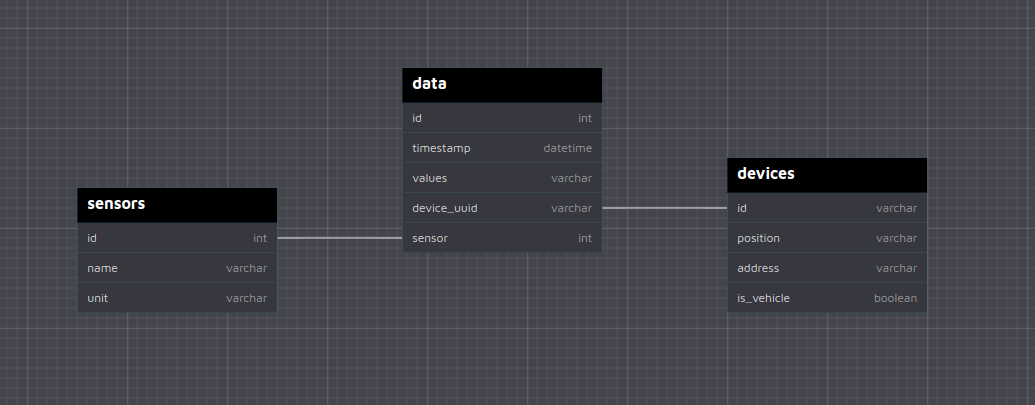 sensors
id int
name varchar
unit varchar
data
id int
timestamp datetime
values varchar
device_uuid varchar
sensor int
devices
id varchar
position varchar
address varchar
is_vehicle boolean